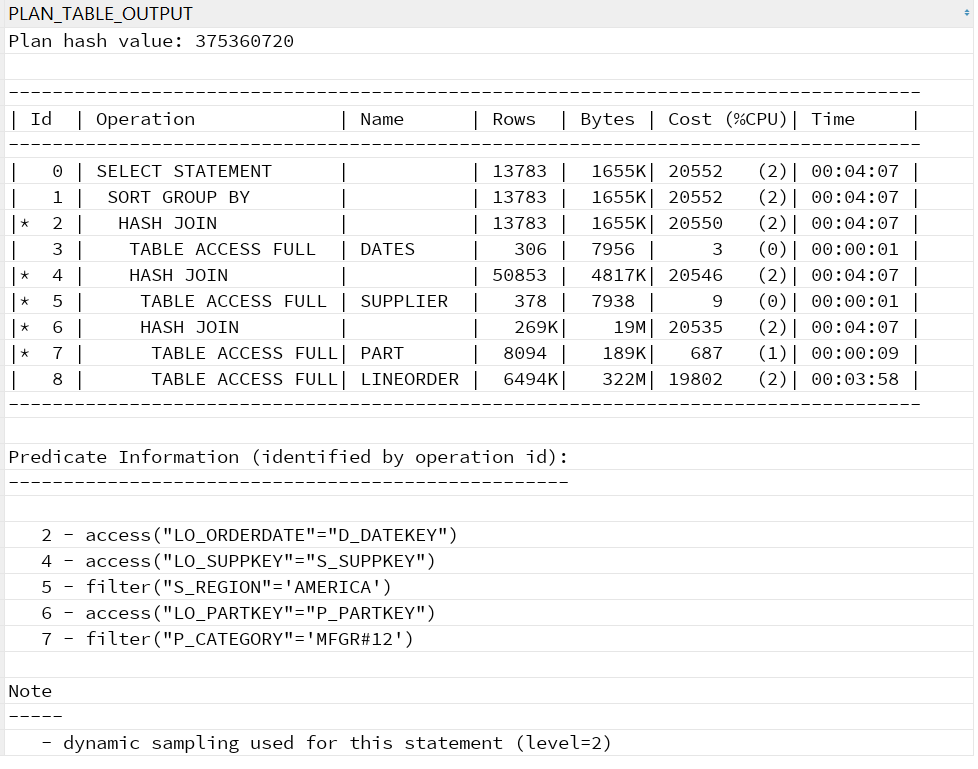 PLAN_TABLE_OUTPUT
Plan hash value: 375360720
-----------------------------------------------------------------------------------
| Id  | Operation             | Name      | Rows  | Bytes | Cost (%CPU)| Time     |
-----------------------------------------------------------------------------------
|   0 | SELECT STATEMENT      |           | 13783 |  1655K| 20552   (2)| 00:04:07 |
|   1 |  SORT GROUP BY        |           | 13783 |  1655K| 20552   (2)| 00:04:07 |
|*  2 |   HASH JOIN           |           | 13783 |  1655K| 20550   (2)| 00:04:07 |
|   3 |    TABLE ACCESS FULL  | DATES     |   306 |  7956 |     3   (0)| 00:00:01 |
|*  4 |    HASH JOIN          |           | 50853 |  4817K| 20546   (2)| 00:04:07 |
|*  5 |     TABLE ACCESS FULL | SUPPLIER  |   378 |  7938 |     9   (0)| 00:00:01 |
|*  6 |     HASH JOIN         |           |   269K|    19M| 20535   (2)| 00:04:07 |
|*  7 |      TABLE ACCESS FULL| PART      |  8094 |   189K|   687   (1)| 00:00:09 |
|   8 |      TABLE ACCESS FULL| LINEORDER |  6494K|   322M| 19802   (2)| 00:03:58 |
-----------------------------------------------------------------------------------
Predicate Information (identified by operation id):
---------------------------------------------------
   2 - access("LO_ORDERDATE"="D_DATEKEY")
   4 - access("LO_SUPPKEY"="S_SUPPKEY")
   5 - filter("S_REGION"='AMERICA')
   6 - access("LO_PARTKEY"="P_PARTKEY")
   7 - filter("P_CATEGORY"='MFGR#12')
Note
-----
   - dynamic sampling used for this statement (level=2)